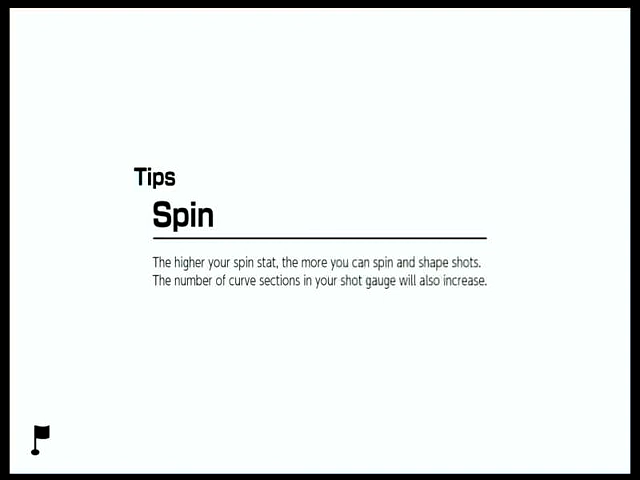 Tips
Spin
The higher your spin stat, the more you can spin and shape shots.
The number of curve sections in your shot gauge will also increase.